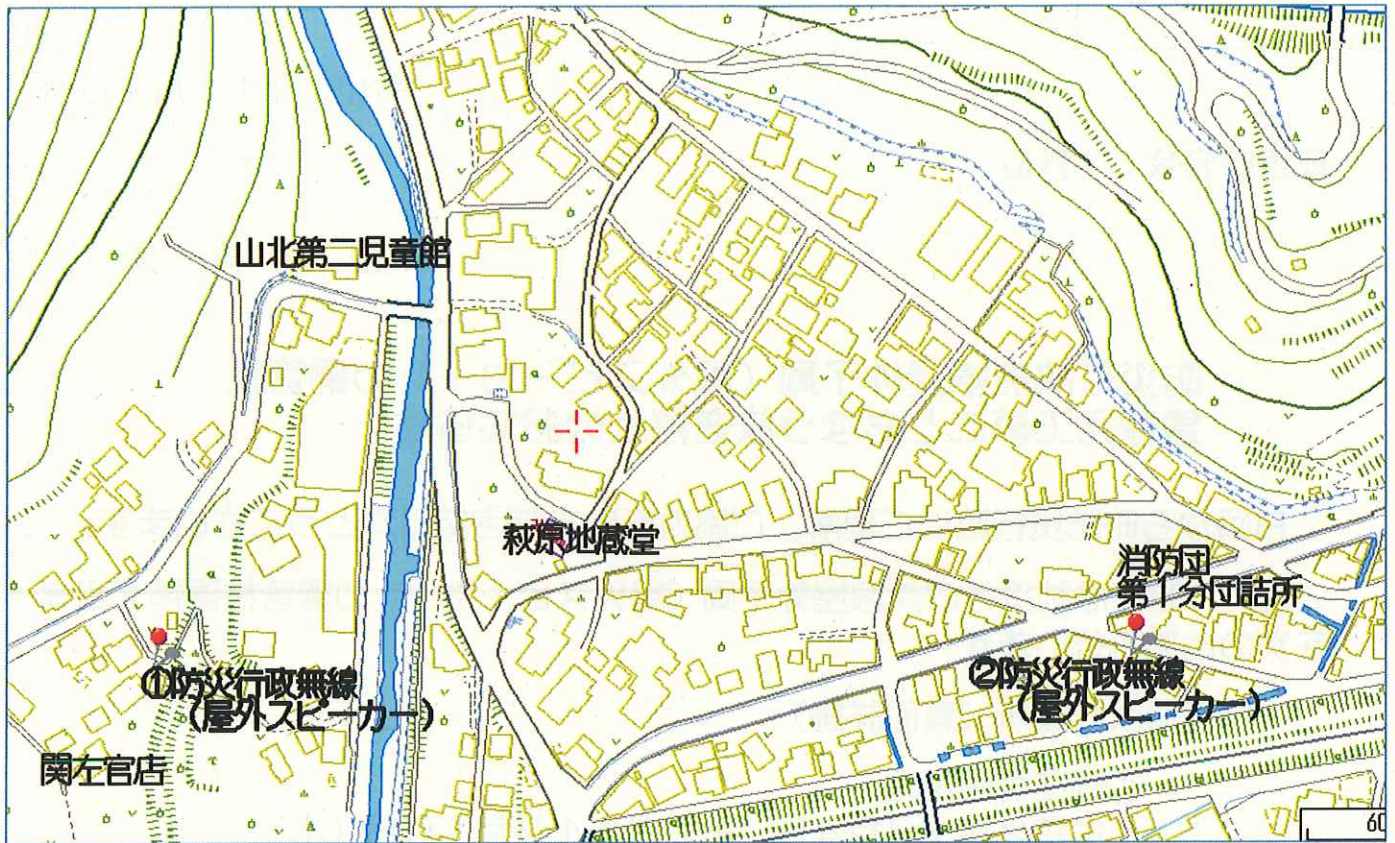 山北第二児童館
萩原地蔵堂
消防団
第一分団詰所
①防災行政無線
（屋外スピーカー）
②防災行政無線
（屋外スピーカー）
関左官店
60